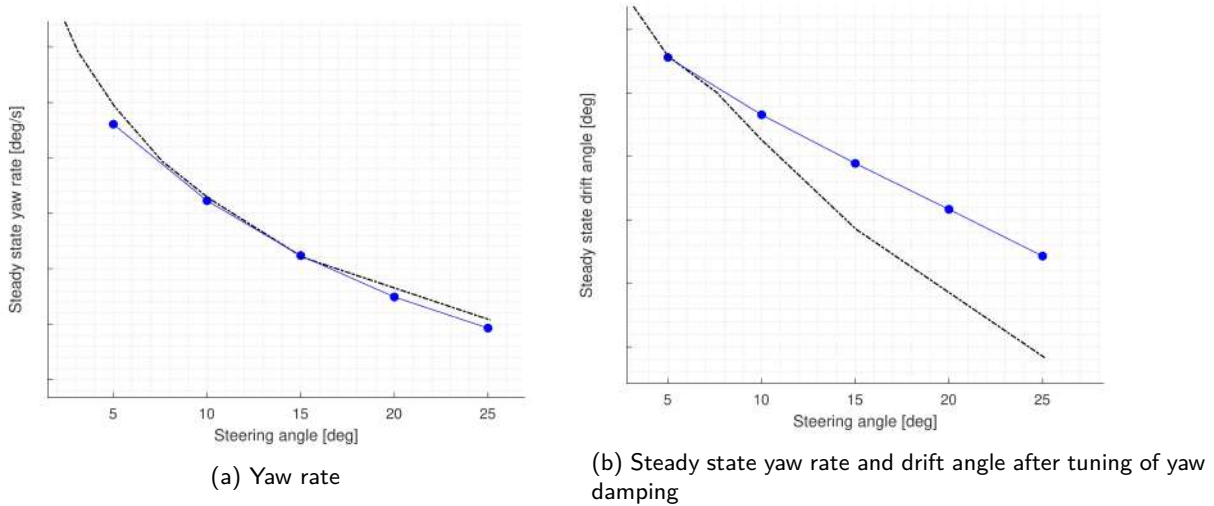 Steady state yaw rate [deg/s]
5 10 15 20 25
Steering angle [deg]
(a) Yaw rate
Steady state drift angle [deg]
5 10 15 20 25
Steering angle [deg]
(b) Steady state yaw rate and drift angle after tuning of yaw
damping